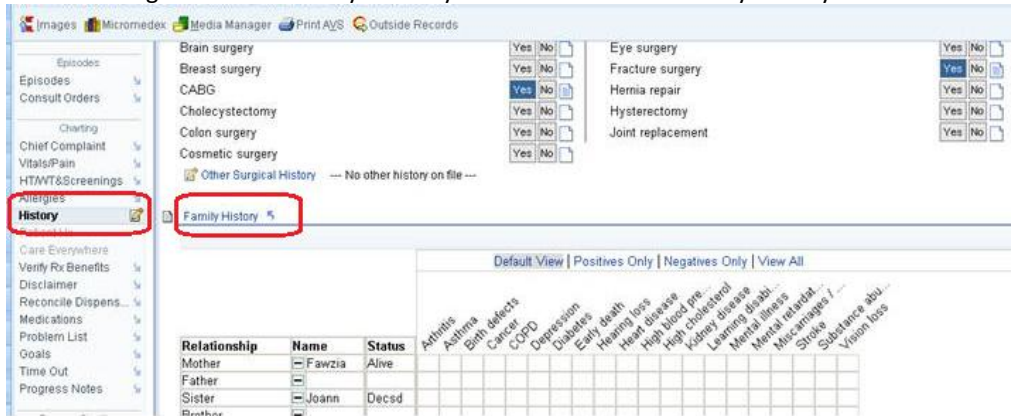 Images Micromedex Media Manager Print AVS Outside Records
Episodes
Episodes
Consult Orders
Charting
Chief Complaint
Vitals/Pain
HT/WT&Screenings
Allergies
History
Care Everywhere
Verify Rx Benefits
Disclaimer
Reconcile Dispens...
Medications
Problem List
Goals
Time Out
Progress Notes
Brain surgery Yes No
Breast surgery Yes No
CABG Yes No
Cholecystectomy Yes No
Colon surgery Yes No
Cosmetic surgery Yes No
Eye surgery Yes No
Fracture surgery Yes No
Hernia repair Yes No
Hysterectomy Yes No
Joint replacement Yes No
Other Surgical History --- No other history on file ---
Family History
Default View | Positives Only | Negatives Only | View All
Relationship Name Status
Arthritis
Asthma
Birth defects
Cancer
COPD
Depression
Diabetes
Early death
Hearing loss
Heart disease
High blood pre...
High cholesterol
Kidney disease
Learning disabi...
Mental illness
Mental retardat...
Miscarriages / ...
Stroke
Substance abu...
Vision loss
Mother Fawzia Alive
Father
Sister Joann Decsd
Brother